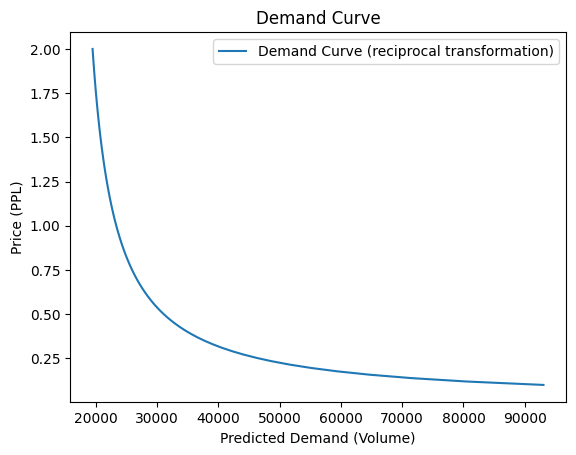 Demand Curve
Demand Curve (reciprocal transformation)
2.00
1.75
1.50
1.25
1.00
0.75
0.50
0.25
Price (PPL)
20000 30000 40000 50000 60000 70000 80000 90000
Predicted Demand (Volume)